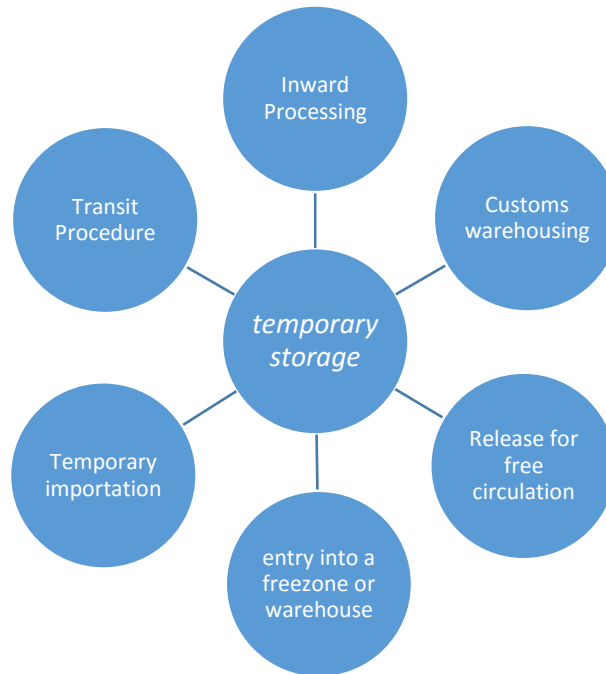 Inward
Processing
Customs
warehousing
Release for
free
circulation
entry into a
freezone or
warehouse
Temporary
importation
Transit
Procedure
temporary
storage